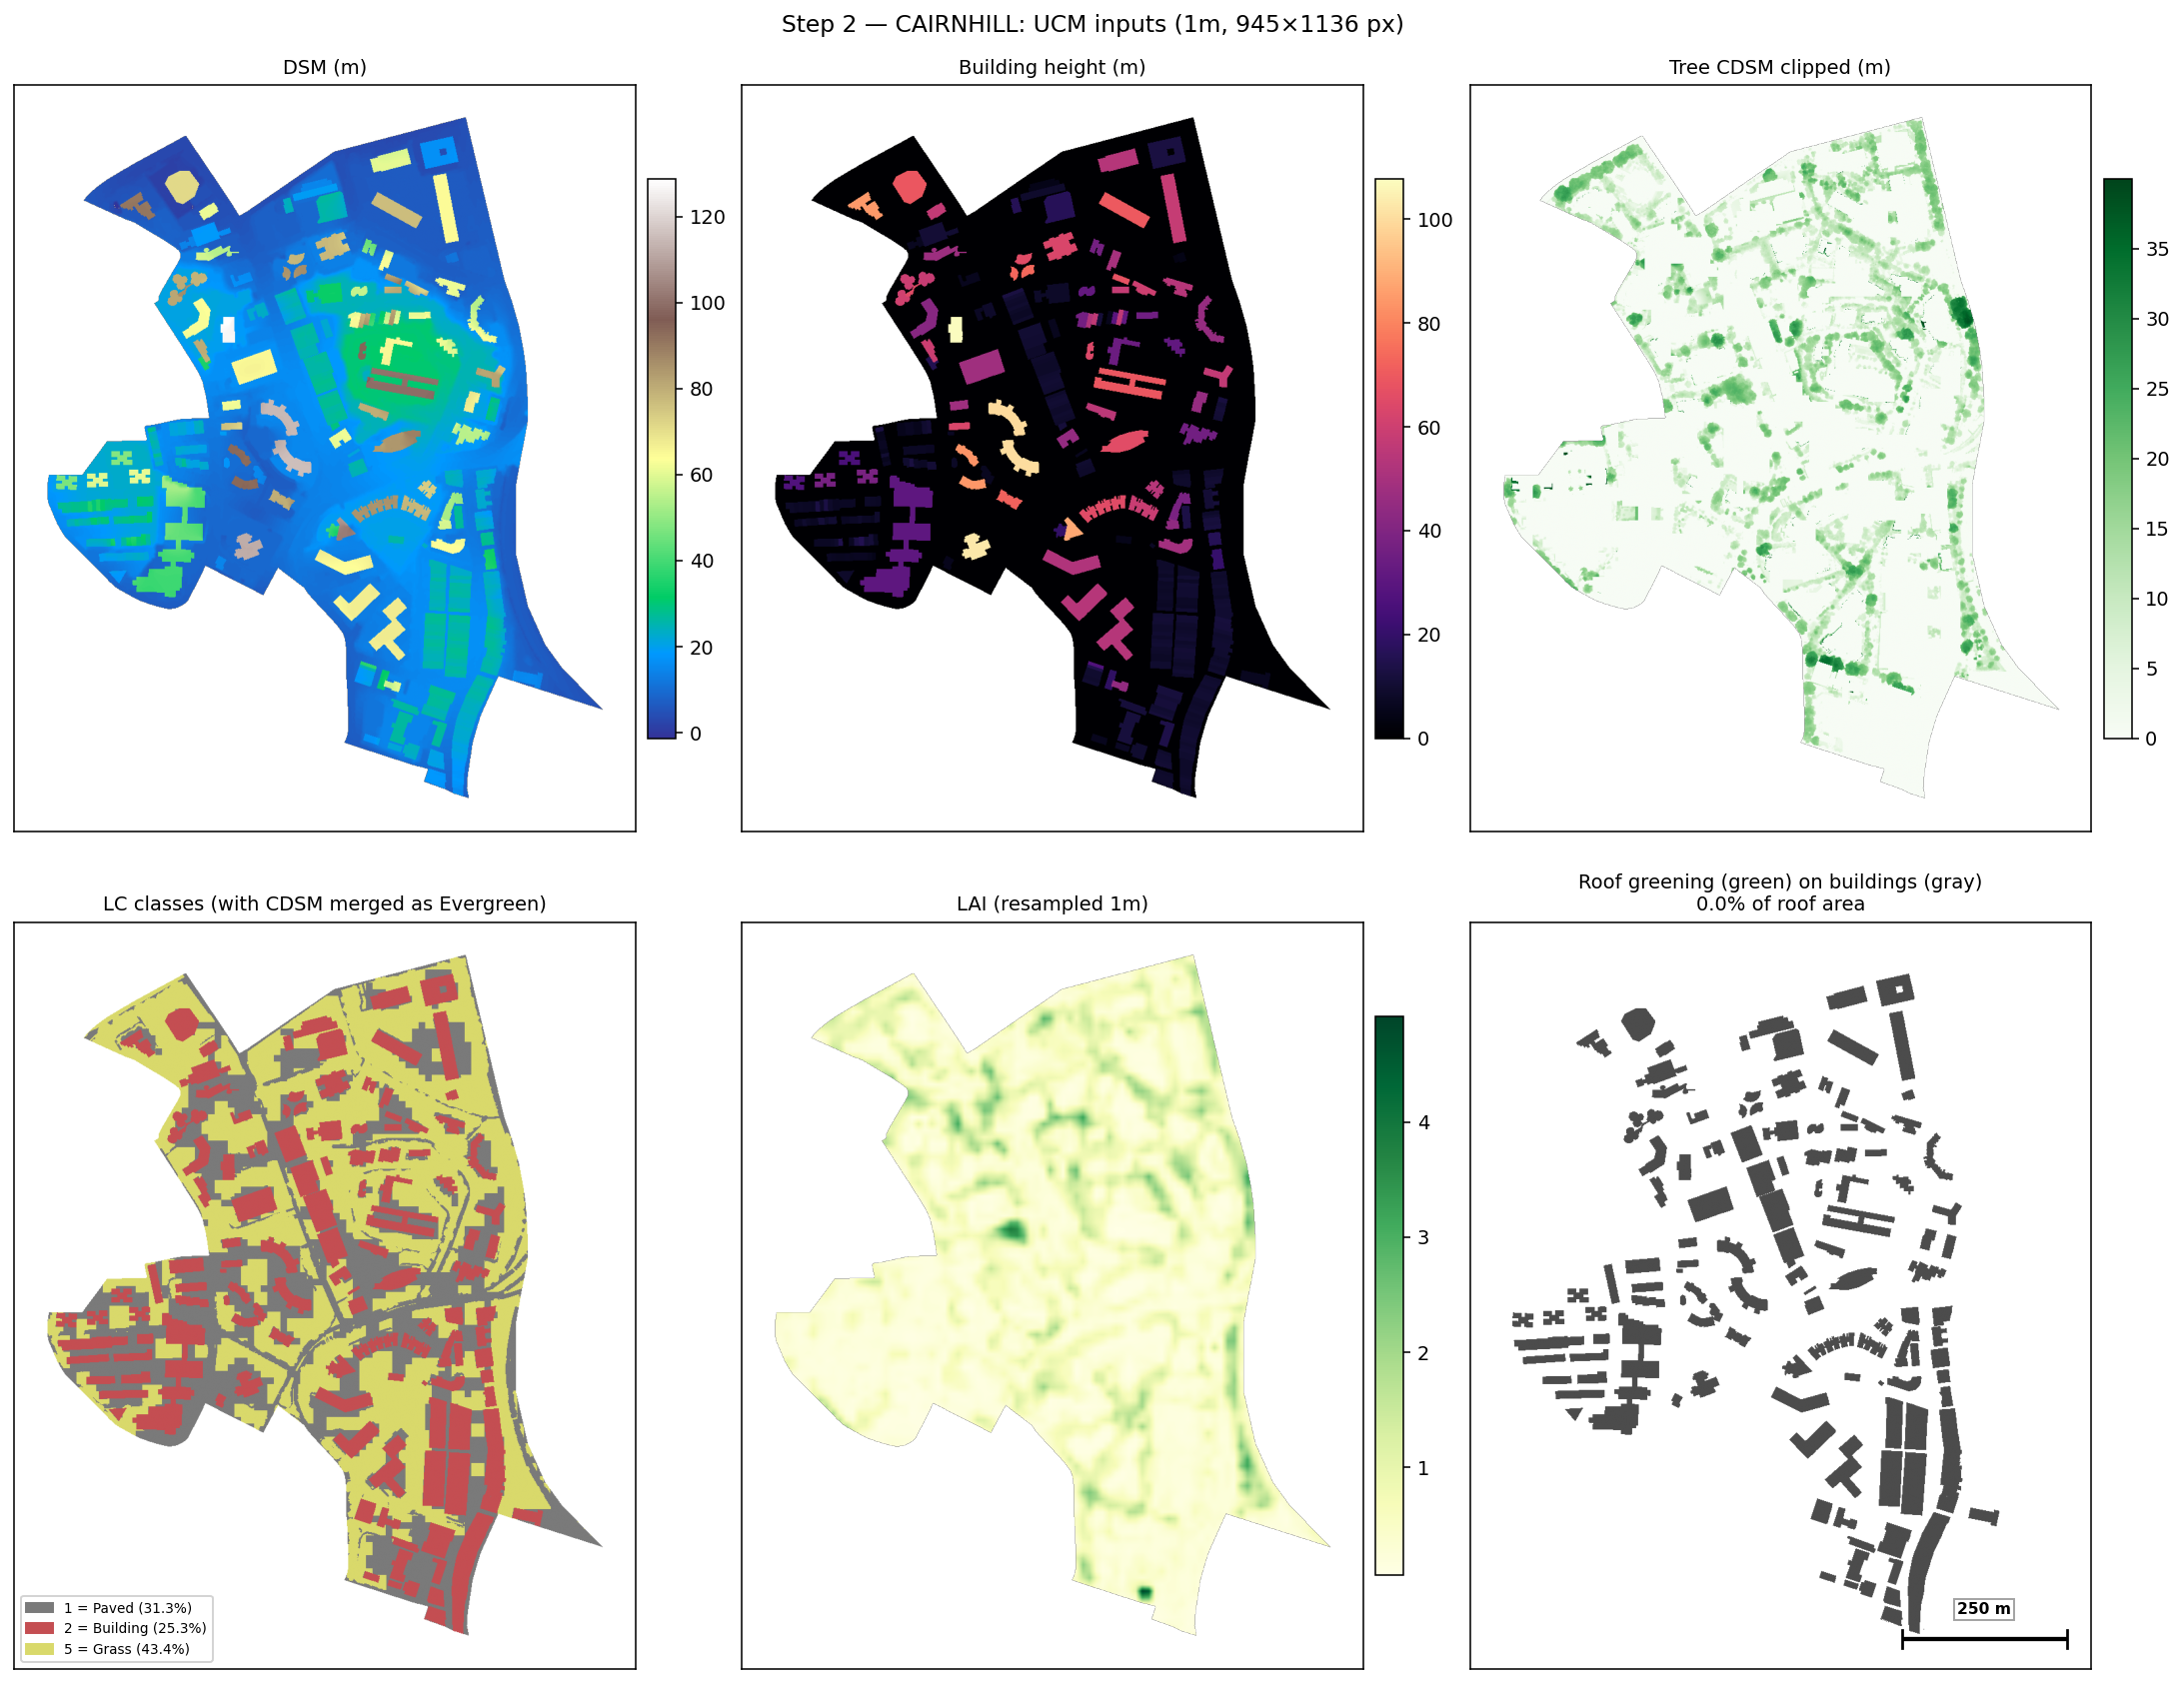 Step 2 — CAIRNHILL: UCM inputs (1m, 945×1136 px)
DSM (m)
Building height (m)
Tree CDSM clipped (m)
120
100
80
60
40
20
0
100
80
60
40
20
0
35
30
25
20
15
10
5
0
LC classes (with CDSM merged as Evergreen)
LAI (resampled 1m)
Roof greening (green) on buildings (gray)
0.0% of roof area
1 = Paved (31.3%)
2 = Building (25.3%)
5 = Grass (43.4%)
4
3
2
1
250 m